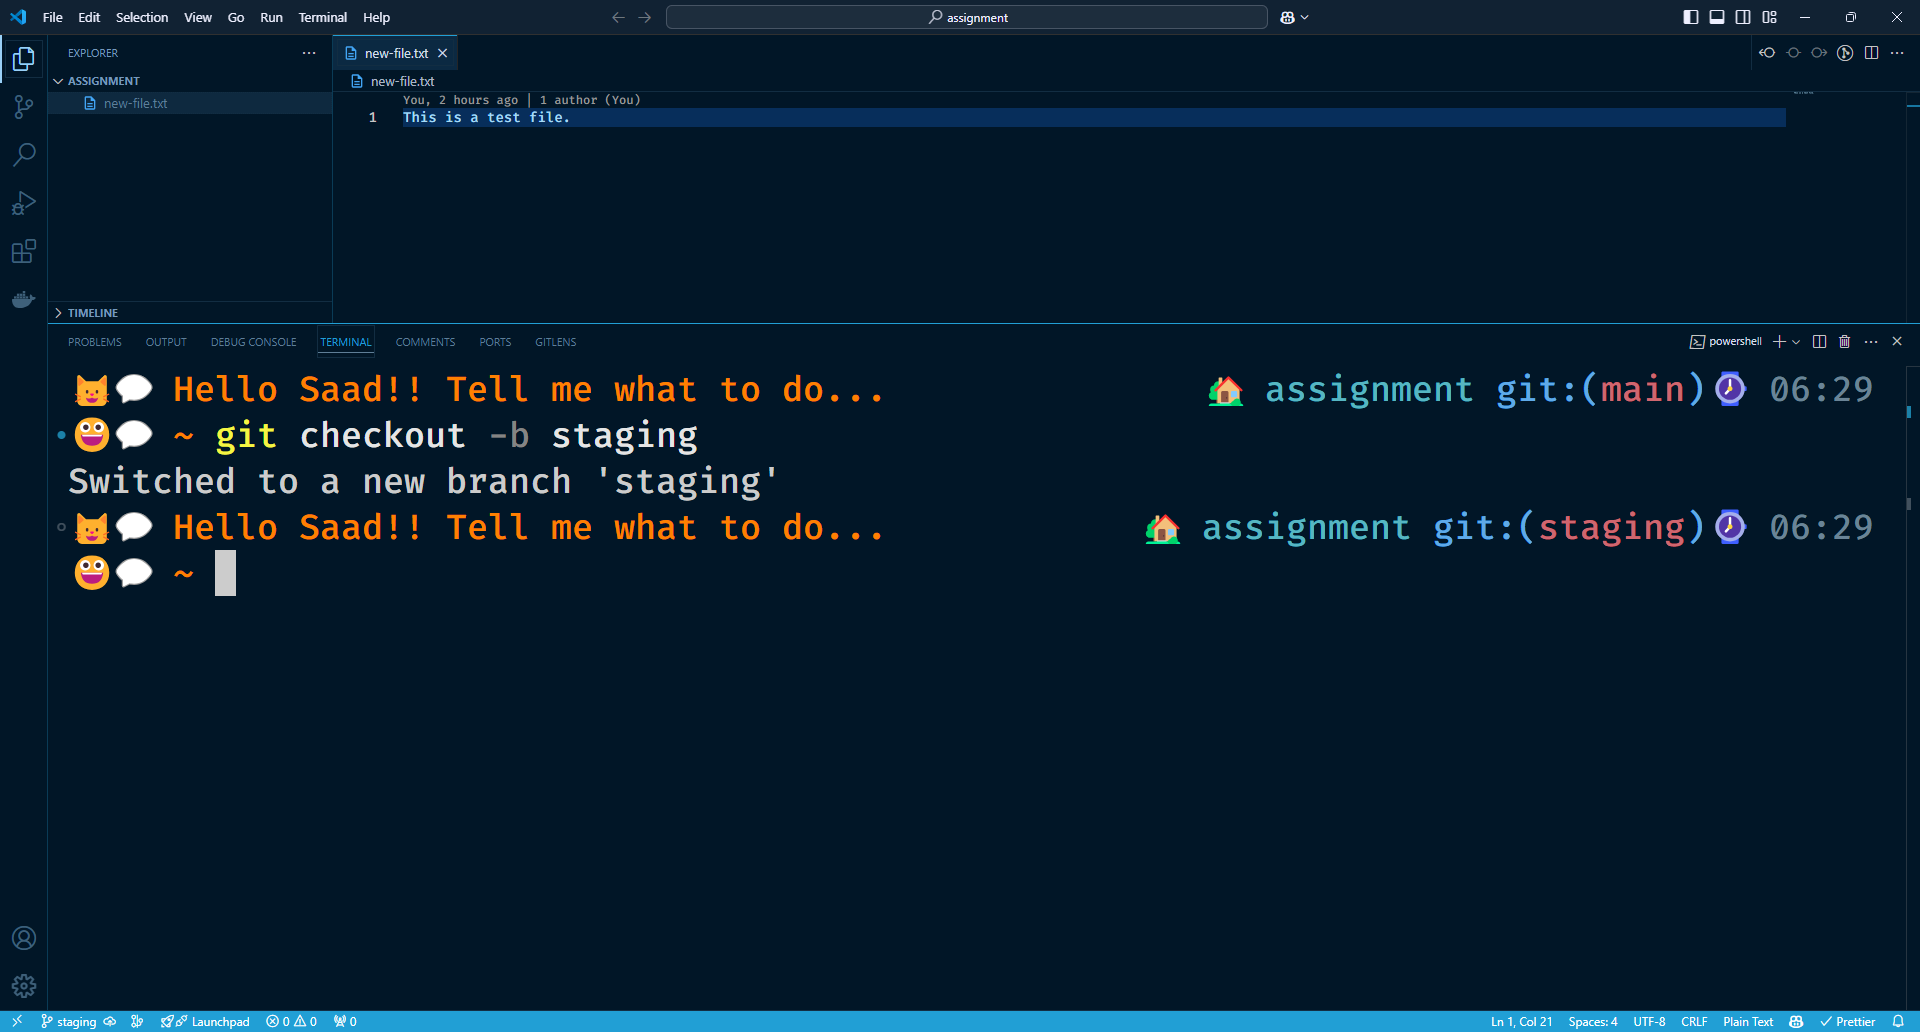 File Edit Selection View Go Run Terminal Help
assignment
EXPLORER
ASSIGNMENT
new-file.txt
TIMELINE
new-file.txt
new-file.txt
You, 2 hours ago | 1 author (You)
1 This is a test file.
PROBLEMS OUTPUT DEBUG CONSOLE TERMINAL COMMENTS PORTS GITLENS
powershell
Hello Saad!! Tell me what to do... assignment git:(main) 06:29
~ git checkout -b staging
Switched to a new branch 'staging'
Hello Saad!! Tell me what to do... assignment git:(staging) 06:29
~
staging Launchpad 0 0 0 Ln 1, Col 21 Spaces: 4 UTF-8 CRLF Plain Text Prettier